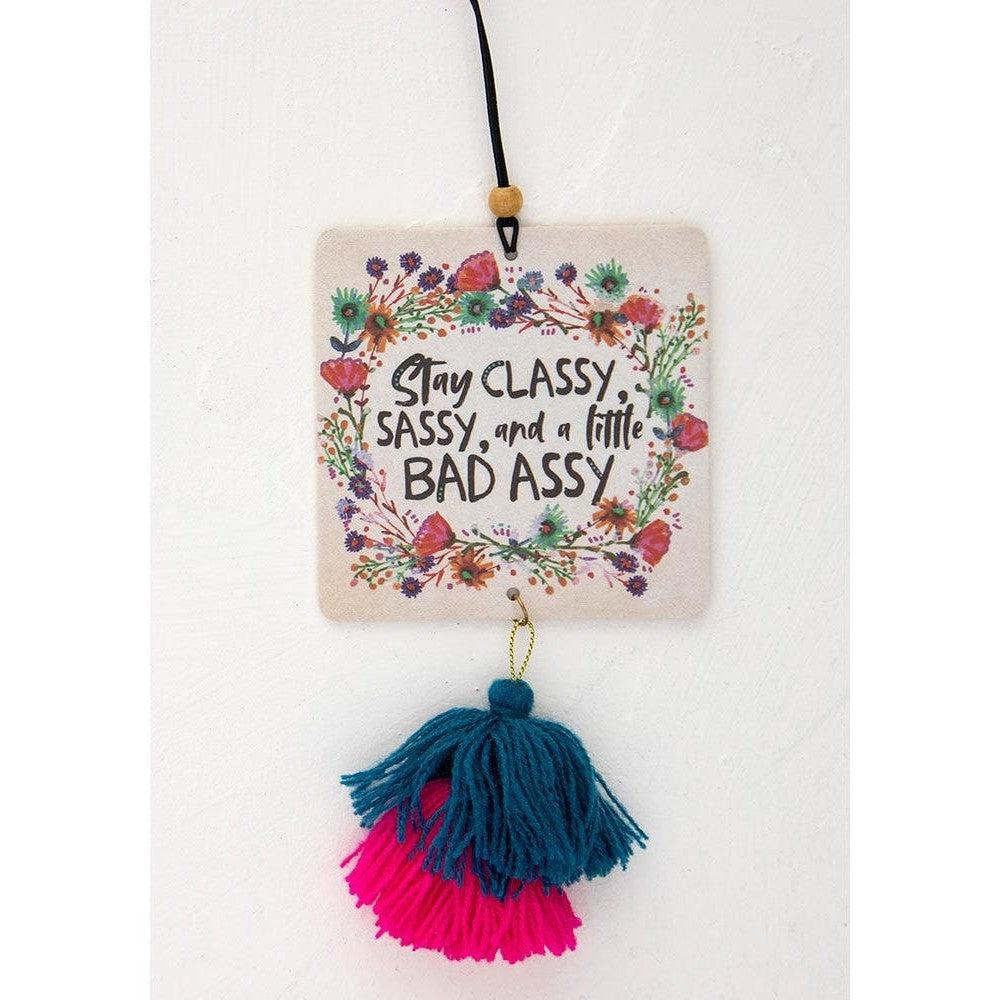 Stay CLASSY,
SASSY, and a little
BAD ASSY